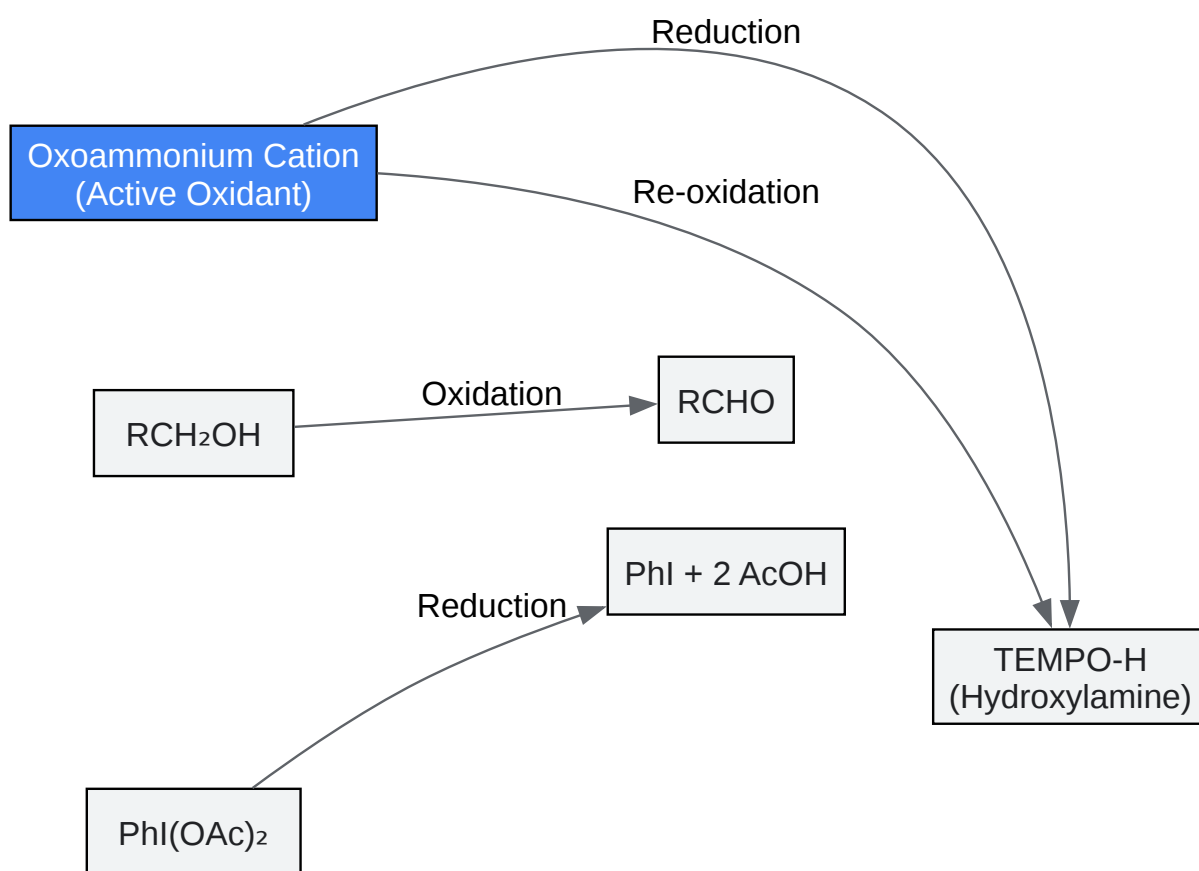 Reduction
Oxoammonium Cation
(Active Oxidant)
Re-oxidation
Oxidation
RCHO
RCH₂OH
PhI + 2 AcOH
Reduction
TEMPO-H
(Hydroxylamine)
PhI(OAc)₂